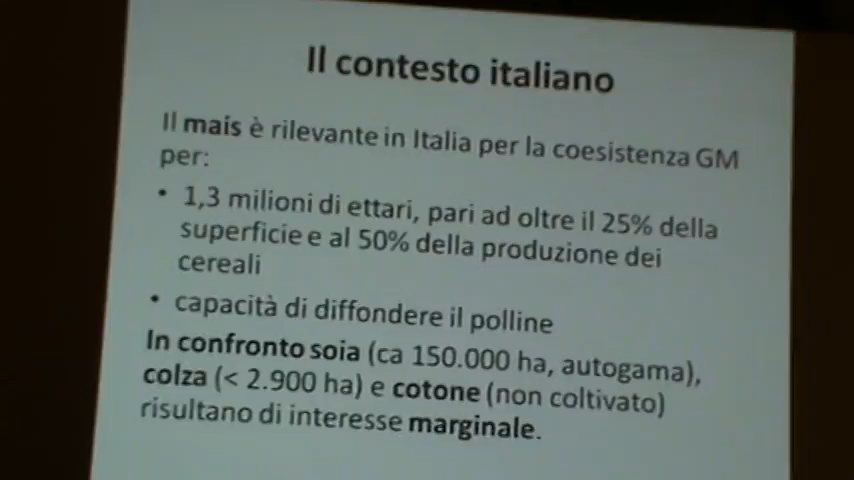 Il contesto italiano
Il mais è rilevante in Italia per la coesistenza GM
per:
• 1,3 milioni di ettari, pari ad oltre il 25% della
superficie e al 50% della produzione dei
cereali
• capacità di diffondere il polline
In confronto soia (ca 150.000 ha, autogama),
colza (< 2.900 ha) e cotone (non coltivato)
risultano di interesse marginale.